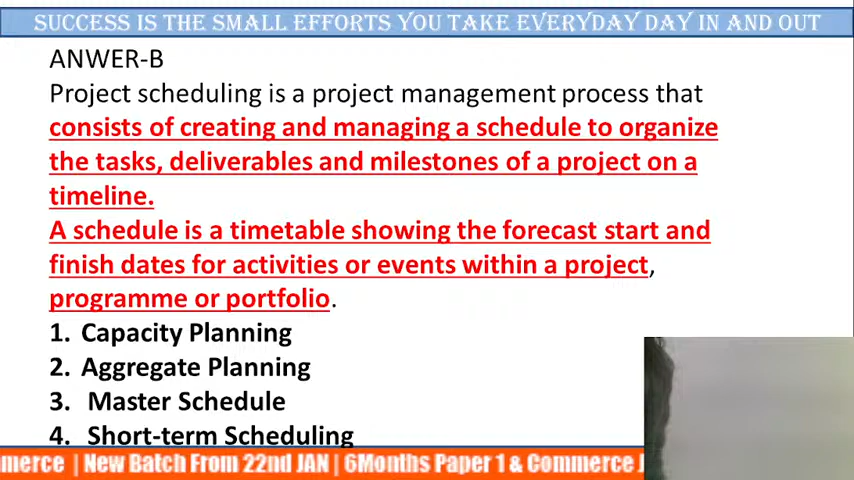 SUCCESS IS THE SMALL EFFORTS YOU TAKE EVERYDAY DAY IN AND OUT
ANWER-B
Project scheduling is a project management process that
consists of creating and managing a schedule to organize
the tasks, deliverables and milestones of a project on a
timeline.
A schedule is a timetable showing the forecast start and
finish dates for activities or events within a project,
programme or portfolio.
1. Capacity Planning
2. Aggregate Planning
3. Master Schedule
4. Short-term Scheduling
mmerce | New Batch From 22nd JAN | 6Months Paper 1 & Commerce J